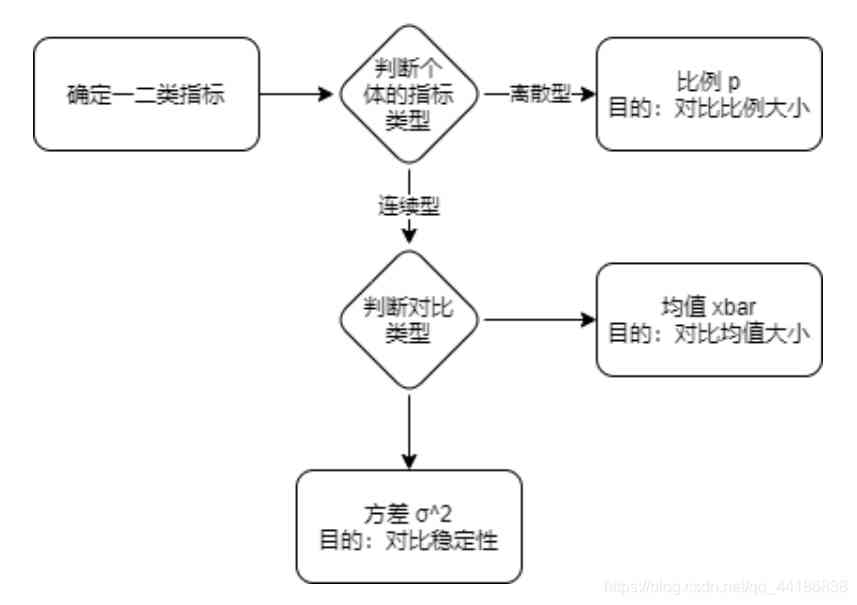 确定一二类指标
判断个
体的指标
类型
离散型
比例 p
目的：对比比例大小
连续型
判断对比
类型
均值 xbar
目的：对比均值大小
方差 σ^2
目的：对比稳定性
https://blog.csdn.net/qq_44186838